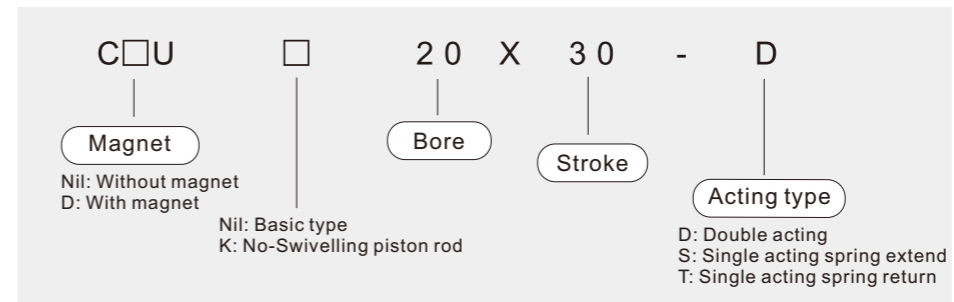 C□U □ 20 X 30 - D
Magnet
Nil: Without magnet
D: With magnet
Nil: Basic type
K: No-Swivelling piston rod
Bore
Stroke
Acting type
D: Double acting
S: Single acting spring extend
T: Single acting spring return